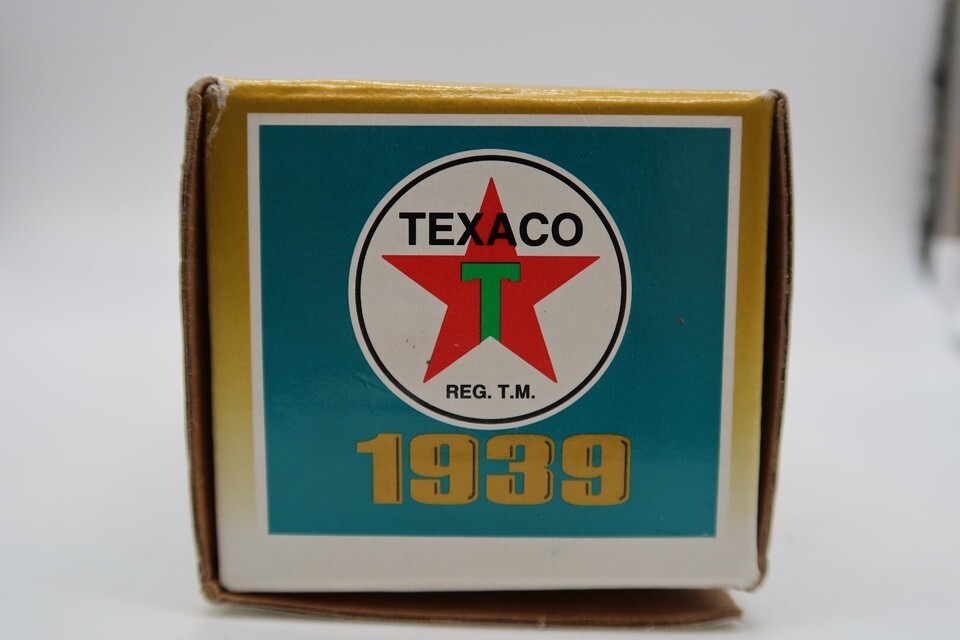 TEXACO
T
REG. T.M.
1939